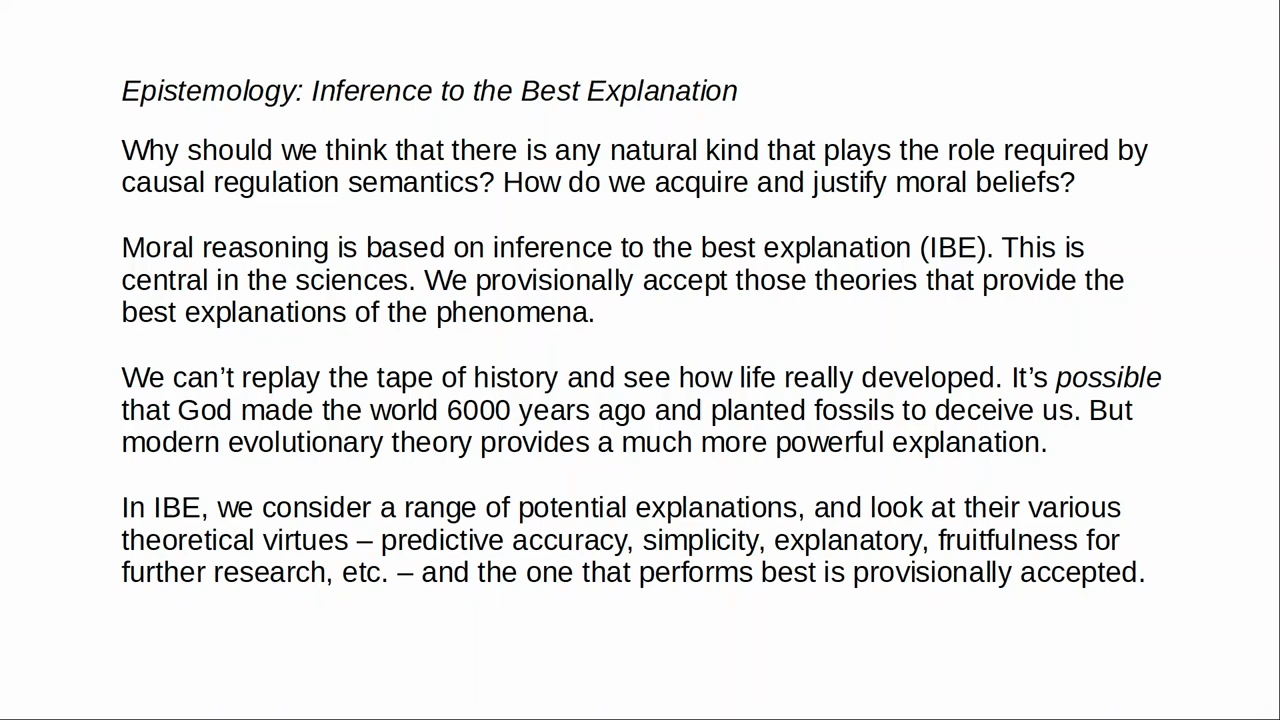 Epistemology: Inference to the Best Explanation
Why should we think that there is any natural kind that plays the role required by
causal regulation semantics? How do we acquire and justify moral beliefs?
Moral reasoning is based on inference to the best explanation (IBE). This is
central in the sciences. We provisionally accept those theories that provide the
best explanations of the phenomena.
We can’t replay the tape of history and see how life really developed. It’s possible
that God made the world 6000 years ago and planted fossils to deceive us. But
modern evolutionary theory provides a much more powerful explanation.
In IBE, we consider a range of potential explanations, and look at their various
theoretical virtues – predictive accuracy, simplicity, explanatory, fruitfulness for
further research, etc. – and the one that performs best is provisionally accepted.